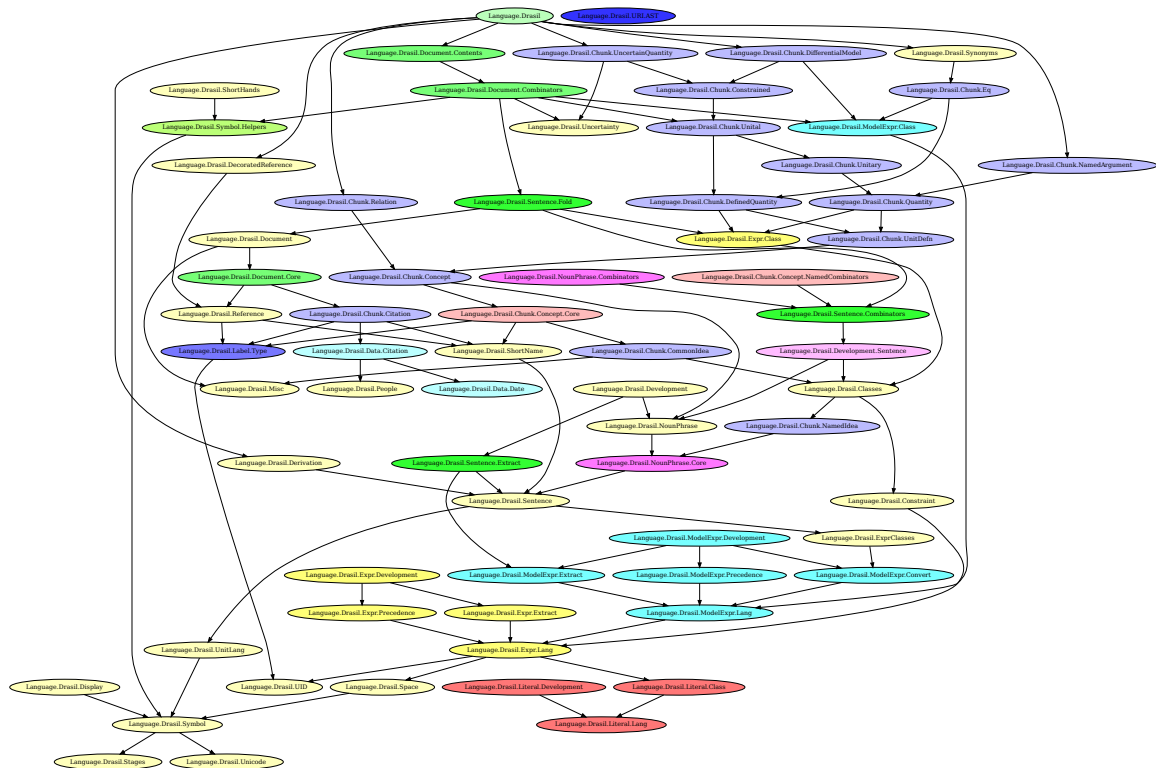 Language.Drasil
Language.Drasil.URLAST
Language.Drasil.Document.Contents
Language.Drasil.Chunk.UncertainQuantity
Language.Drasil.Chunk.DifferentialModel
Language.Drasil.Synonyms
Language.Drasil.ShortHands
Language.Drasil.Document.Combinators
Language.Drasil.Chunk.Constrained
Language.Drasil.Chunk.Eq
Language.Drasil.Symbol.Helpers
Language.Drasil.Uncertainty
Language.Drasil.Chunk.Unital
Language.Drasil.ModelExpr.Class
Language.Drasil.DecoratedReference
Language.Drasil.Chunk.Unitary
Language.Drasil.Chunk.NamedArgument
Language.Drasil.Chunk.Relation
Language.Drasil.Sentence.Fold
Language.Drasil.Chunk.DefinedQuantity
Language.Drasil.Chunk.Quantity
Language.Drasil.Document
Language.Drasil.Expr.Class
Language.Drasil.Chunk.UnitDefn
Language.Drasil.Document.Core
Language.Drasil.Chunk.Concept
Language.Drasil.NounPhrase.Combinators
Language.Drasil.Chunk.Concept.NamedCombinators
Language.Drasil.Reference
Language.Drasil.Chunk.Citation
Language.Drasil.Chunk.Concept.Core
Language.Drasil.Sentence.Combinators
Language.Drasil.Label.Type
Language.Drasil.Data.Citation
Language.Drasil.ShortName
Language.Drasil.Chunk.CommonIdea
Language.Drasil.Development.Sentence
Language.Drasil.Misc
Language.Drasil.People
Language.Drasil.Data.Date
Language.Drasil.Development
Language.Drasil.Classes
Language.Drasil.NounPhrase
Language.Drasil.Chunk.NamedIdea
Language.Drasil.Derivation
Language.Drasil.Sentence.Extract
Language.Drasil.NounPhrase.Core
Language.Drasil.Sentence
Language.Drasil.Constraint
Language.Drasil.ModelExpr.Development
Language.Drasil.ExprClasses
Language.Drasil.Expr.Development
Language.Drasil.ModelExpr.Extract
Language.Drasil.ModelExpr.Precedence
Language.Drasil.ModelExpr.Convert
Language.Drasil.Expr.Precedence
Language.Drasil.Expr.Extract
Language.Drasil.ModelExpr.Lang
Language.Drasil.UnitLang
Language.Drasil.Expr.Lang
Language.Drasil.Display
Language.Drasil.UID
Language.Drasil.Space
Language.Drasil.Literal.Development
Language.Drasil.Literal.Class
Language.Drasil.Symbol
Language.Drasil.Literal.Lang
Language.Drasil.Stages
Language.Drasil.Unicode